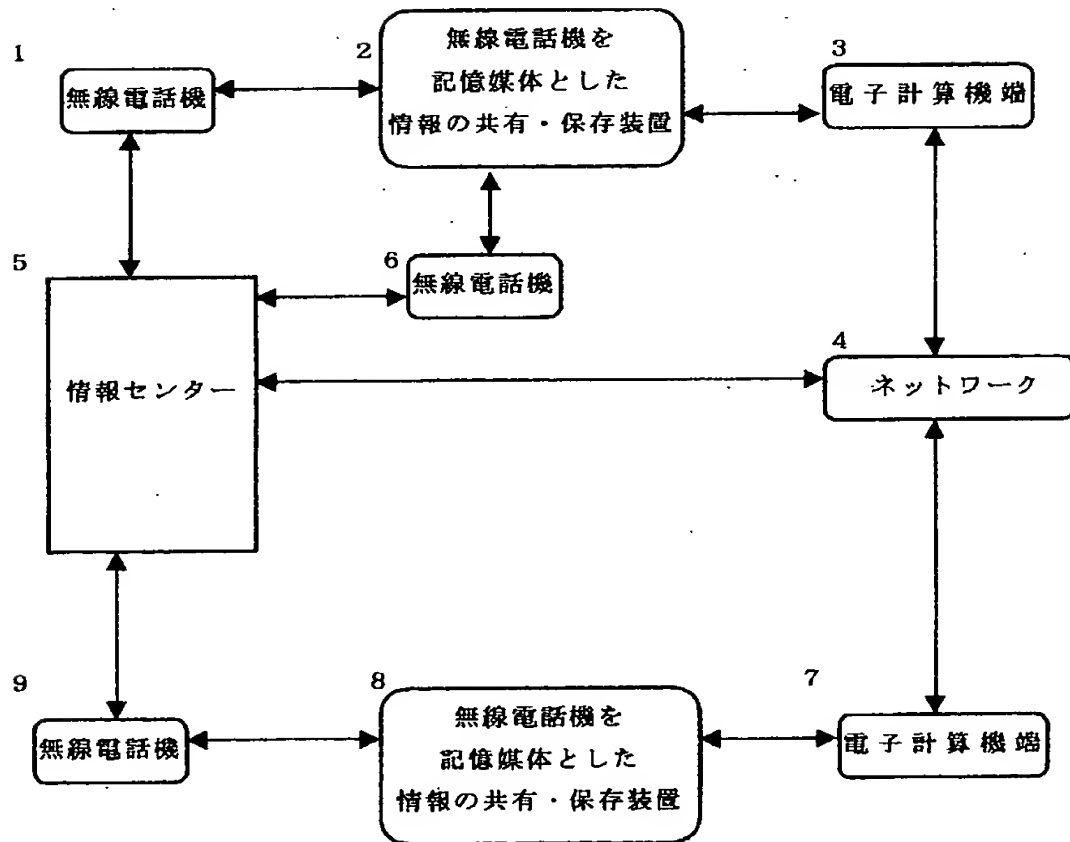 1
無線電話機
2
無線電話機を
記憶媒体とした
情報の共有・保存装置
3
電子計算機端
5
情報センター
6
無線電話機
4
ネットワーク
9
無線電話機
8
無線電話機を
記憶媒体とした
情報の共有・保存装置
7
電子計算機端